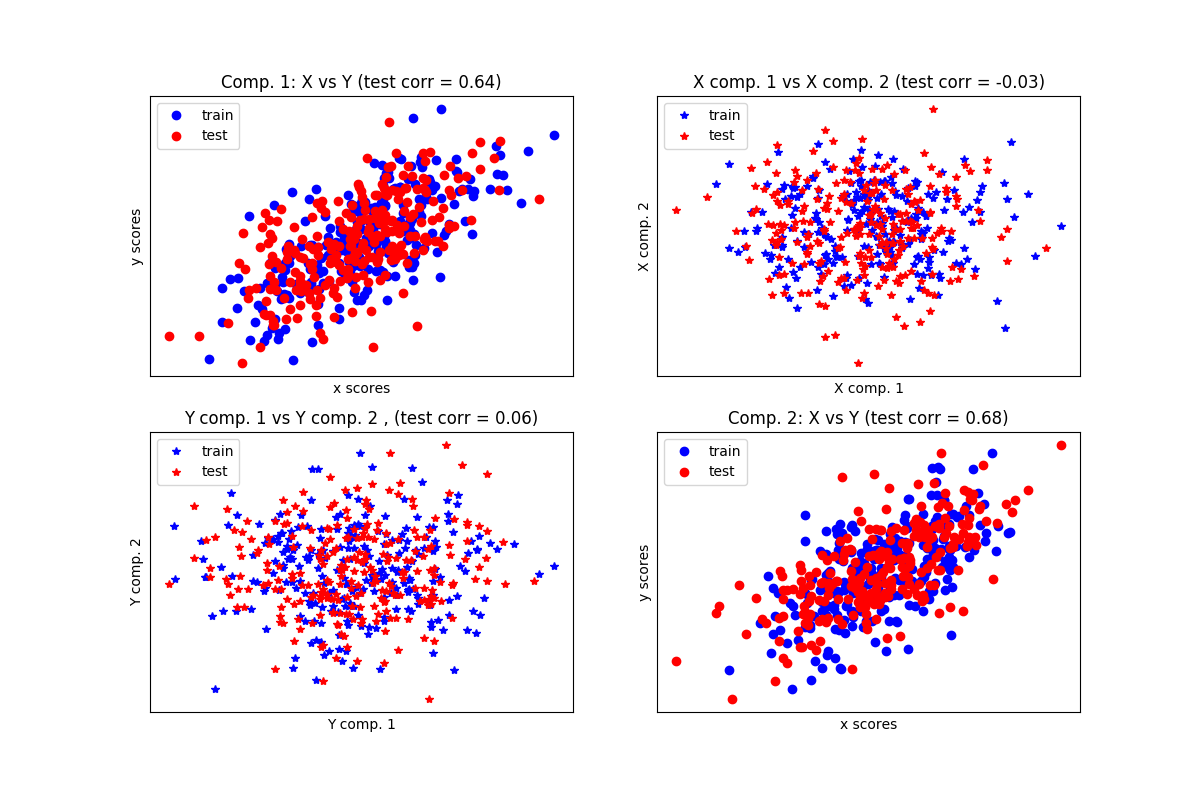 Comp. 1: X vs Y (test corr = 0.64)
train
test
y scores
x scores
X comp. 1 vs X comp. 2 (test corr = -0.03)
train
test
X comp. 2
X comp. 1
Y comp. 1 vs Y comp. 2 , (test corr = 0.06)
train
test
Y comp. 2
Y comp. 1
Comp. 2: X vs Y (test corr = 0.68)
train
test
y scores
x scores